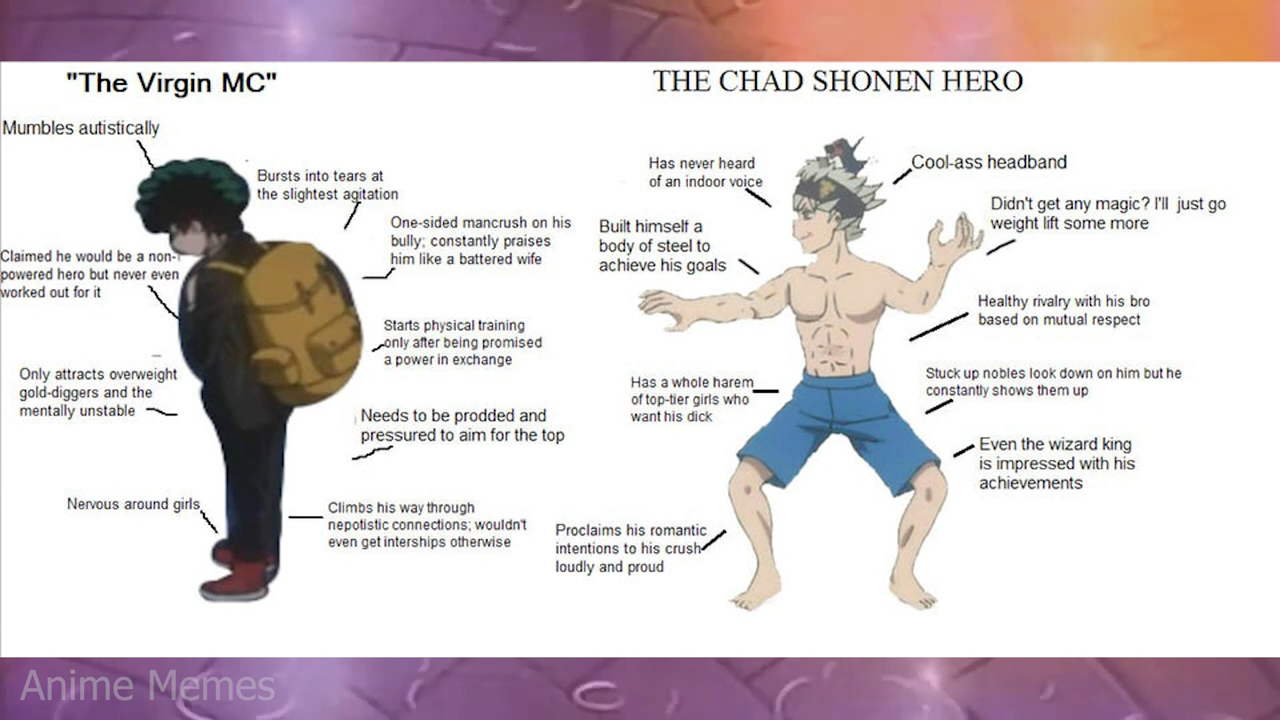 "The Virgin MC"
Mumbles autistically
Bursts into tears at
the slightest agitation
One-sided mancrush on his
bully; constantly praises
him like a battered wife
Claimed he would be a non-
powered hero but never even
worked out for it
Starts physical training
only after being promised
a power in exchange
Only attracts overweight
gold-diggers and the
mentally unstable
Needs to be prodded and
pressured to aim for the top
Nervous around girls
Climbs his way through
nepotistic connections; wouldn't
even get interships otherwise
THE CHAD SHONEN HERO
Has never heard
of an indoor voice
Cool-ass headband
Didn't get any magic? I'll just go
weight lift some more
Built himself a
body of steel to
achieve his goals
Healthy rivalry with his bro
based on mutual respect
Has a whole harem
of top-tier girls who
want his dick
Stuck up nobles look down on him but he
constantly shows them up
Even the wizard king
is impressed with his
achievements
Proclaims his romantic
intentions to his crush
loudly and proud
Anime Memes